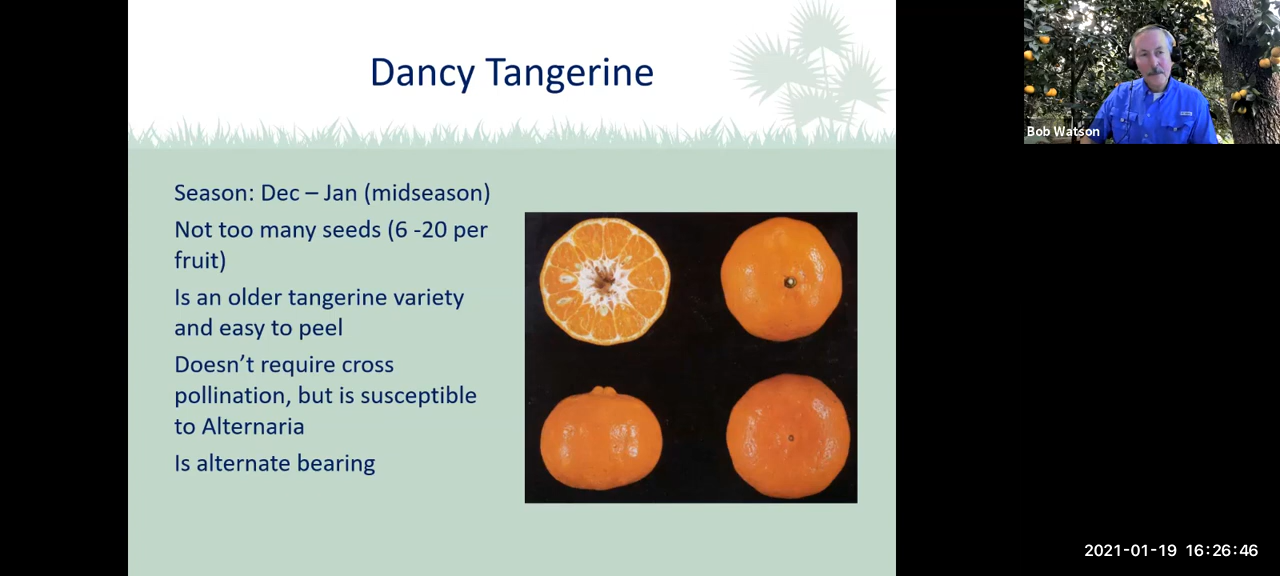 Dancy Tangerine
Season: Dec – Jan (midseason)
Not too many seeds (6 -20 per
fruit)
Is an older tangerine variety
and easy to peel
Doesn’t require cross
pollination, but is susceptible
to Alternaria
Is alternate bearing
Bob Watson
2021-01-19 16:26:46